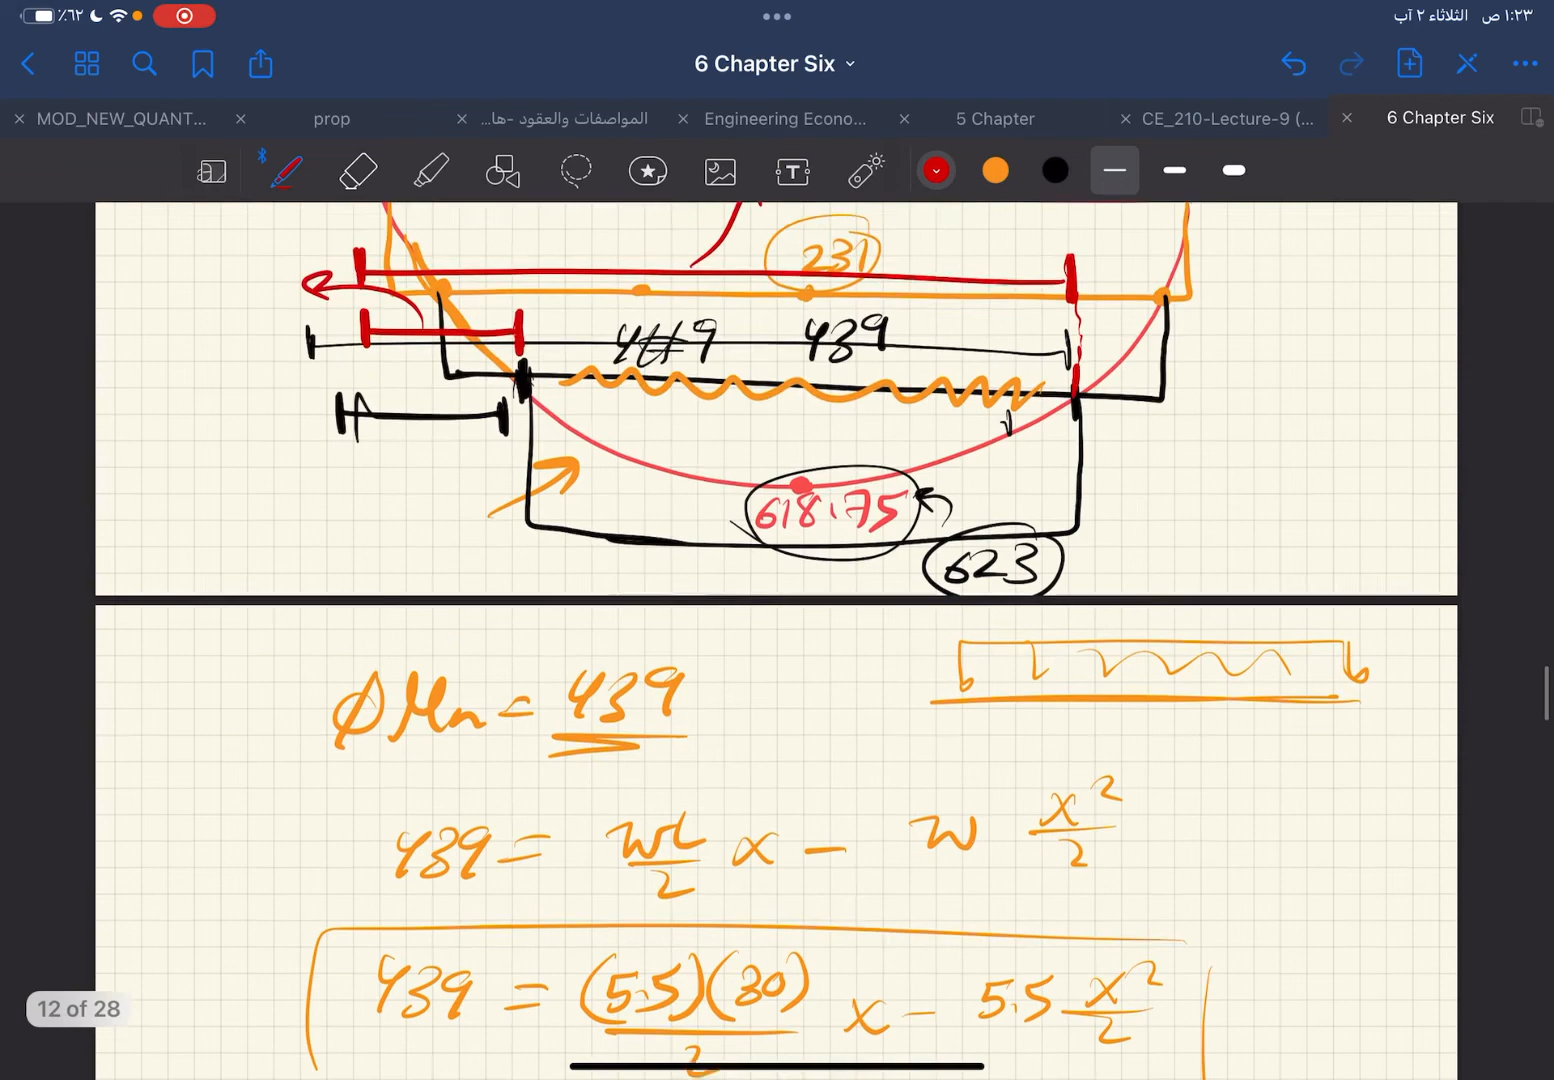 ٪٦٢
١:٢٣ ص الثلاثاء ٢ آب
6 Chapter Six
MOD_NEW_QUANT...
prop
المواصفات والعقود -ها...
Engineering Econo...
5 Chapter
CE_210-Lecture-9 (...
6 Chapter Six
231
439
618.75
623
ϕMn = 439
439 = wL/2 x - w x²/2
439 = (5.5)(30)/2 x - 5.5 x²/2
12 of 28